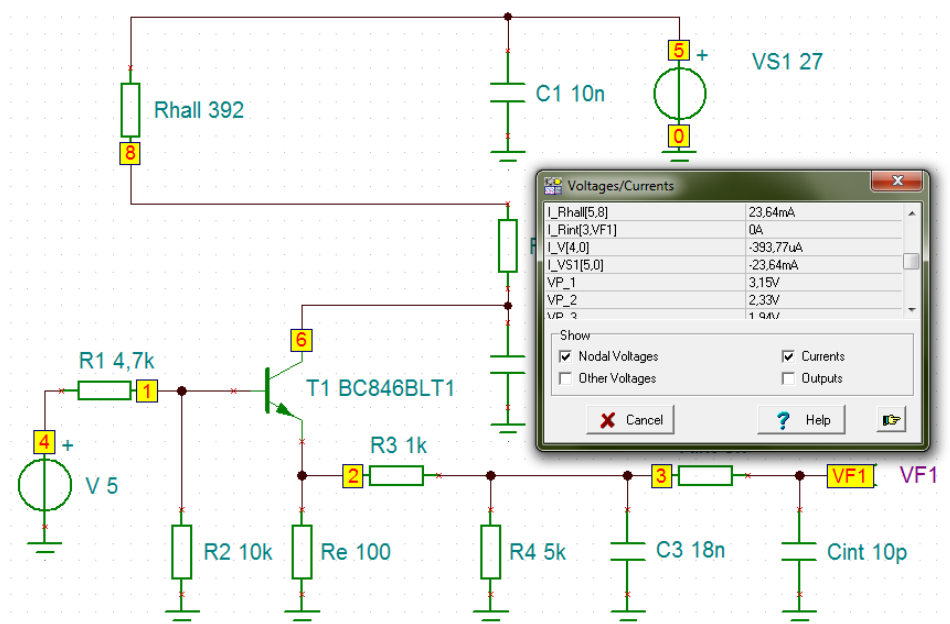 5
+
VS1 27
C1 10n
Rhall 392
0
8
Voltages/Currents
I_Rhall[5,8] 23,64mA
I_Rint[3,VF1] 0A
I_V[4,0] -393,77uA
I_VS1[5,0] -23,64mA
VP_1 3,15V
VP_2 2,33V
VP_3 1,94V
Show
Nodal Voltages
Currents
Other Voltages
Outputs
Cancel
? Help
6
R1 4,7k
1
T1 BC846BLT1
4
+
V 5
R3 1k
2
3
VF1
VF1
R2 10k
Re 100
R4 5k
C3 18n
Cint 10p